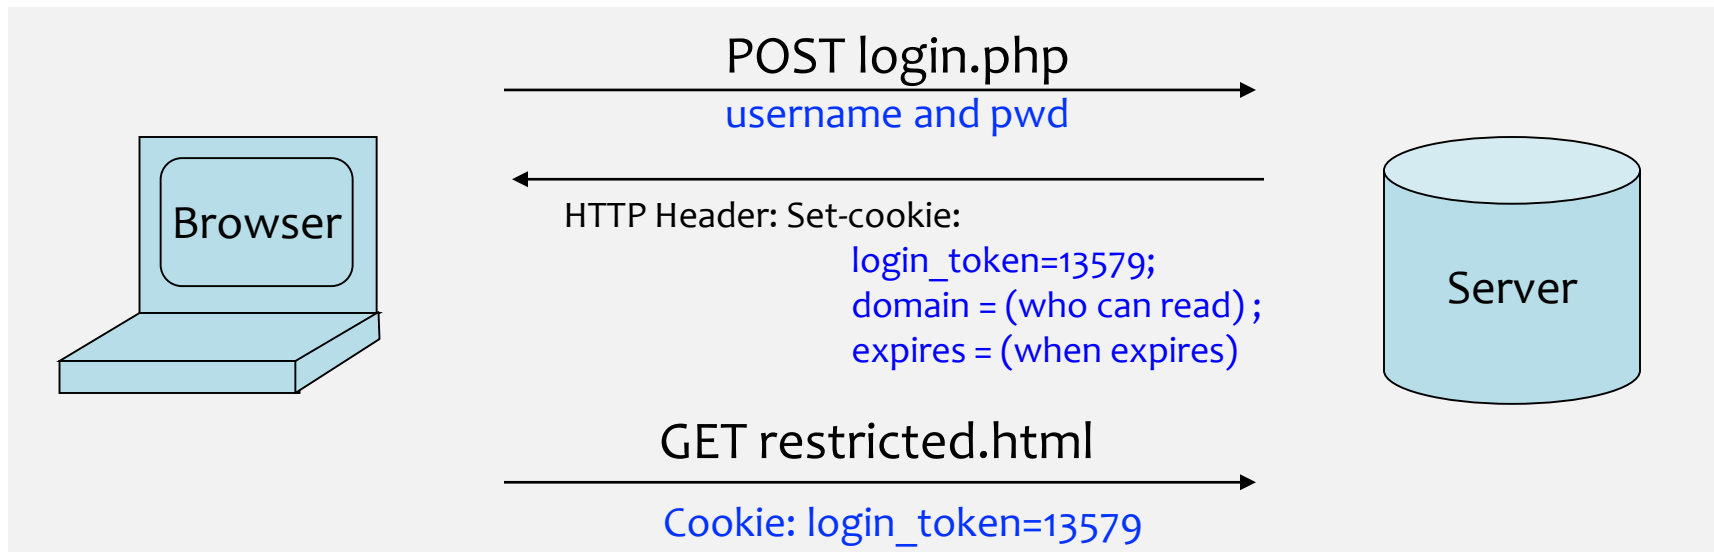 POST login.php
username and pwd
Browser
HTTP Header: Set-cookie:
login_token=13579;
domain = (who can read) ;
expires = (when expires)
Server
GET restricted.html
Cookie: login_token=13579